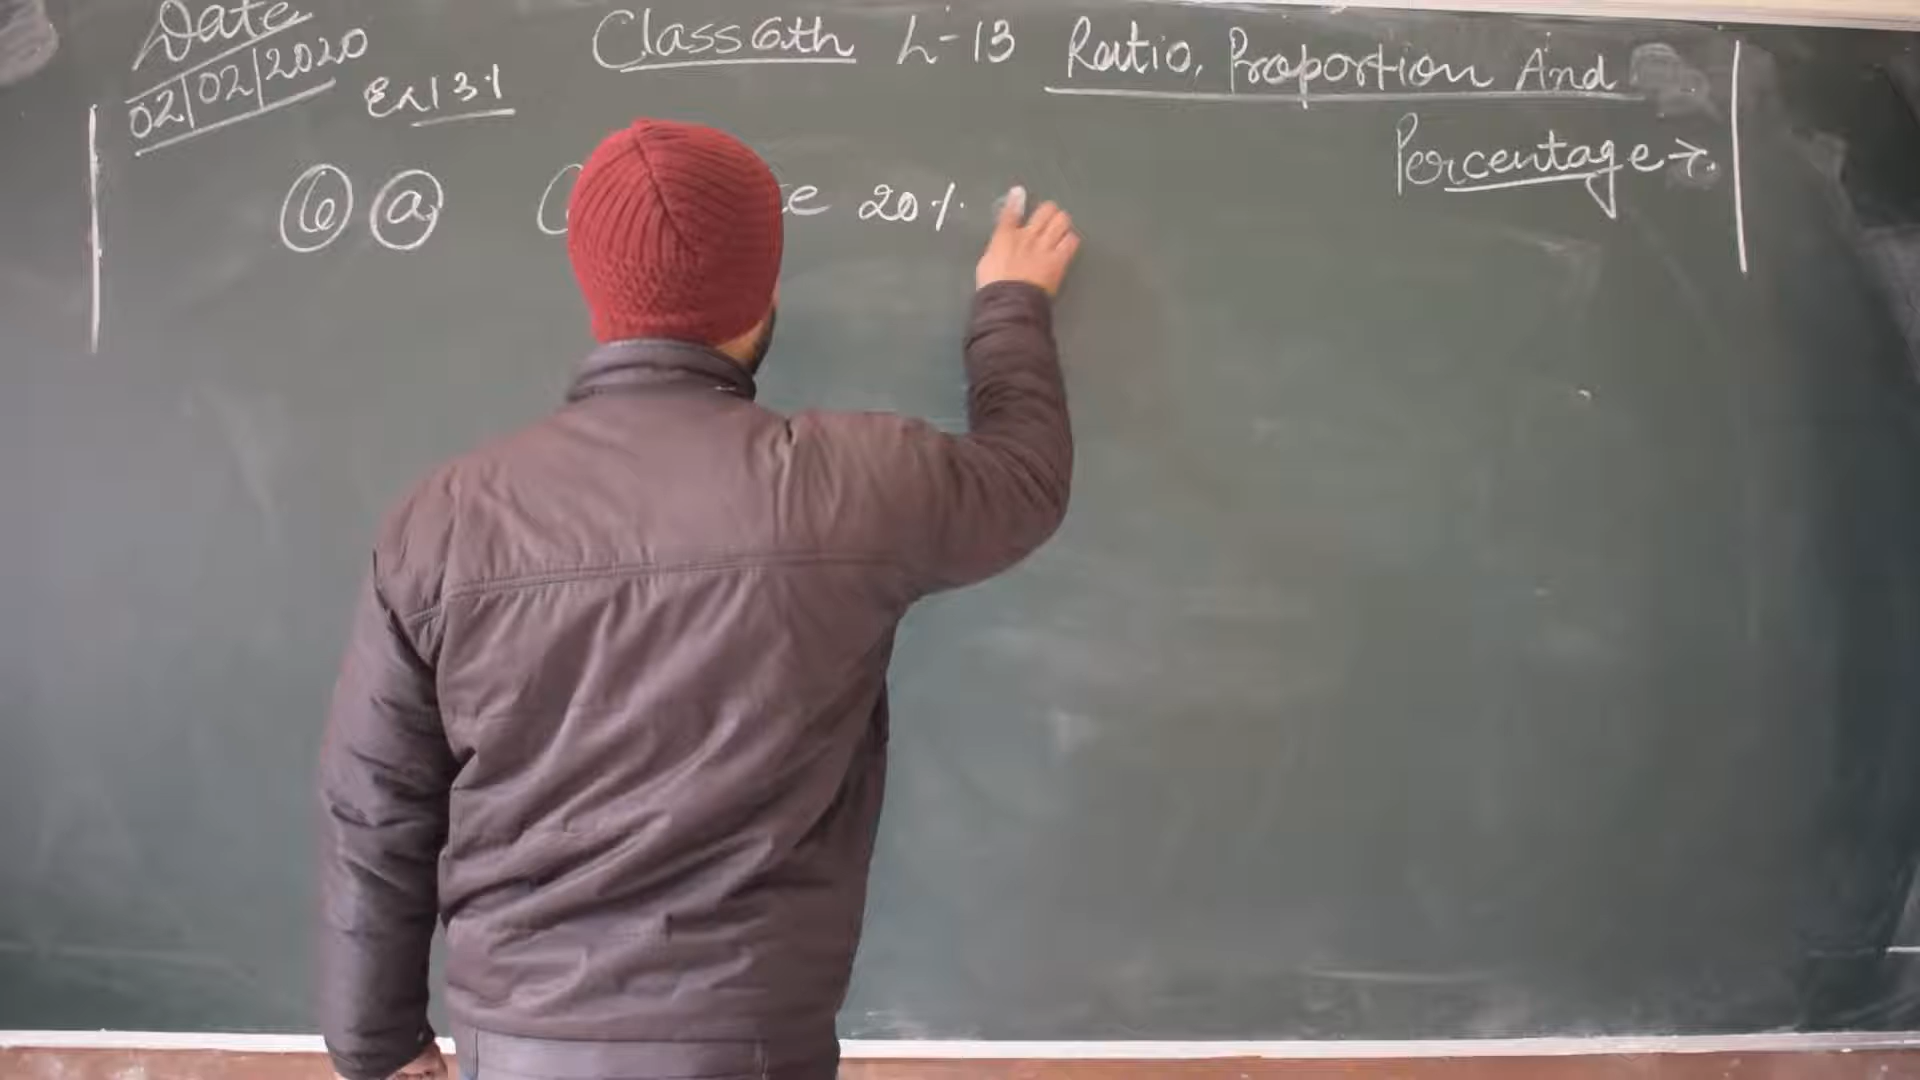 Date
02/02/2020
Class 6th L-13 Ratio, Proportion And
Percentage →.
Ex 13.1
6 a 20%